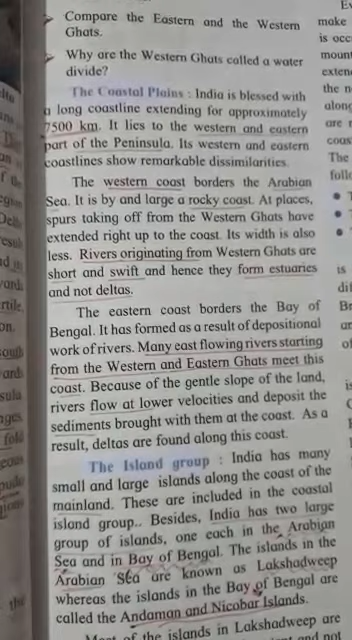 ➤ Compare the Eastern and the Western
Ghats.
➤ Why are the Western Ghats called a water
divide?
The Coastal Plains : India is blessed with
a long coastline extending for approximately
7500 km. It lies to the western and eastern
part of the Peninsula. Its western and eastern
coastlines show remarkable dissimilarities.
The western coast borders the Arabian
Sea. It is by and large a rocky coast. At places,
spurs taking off from the Western Ghats have
extended right up to the coast. Its width is also
less. Rivers originating from Western Ghats are
short and swift and hence they form estuaries
and not deltas.
The eastern coast borders the Bay of
Bengal. It has formed as a result of depositional
work of rivers. Many east flowing rivers starting
from the Western and Eastern Ghats meet this
coast. Because of the gentle slope of the land,
rivers flow at lower velocities and deposit the
sediments brought with them at the coast. As a
result, deltas are found along this coast.
The Island group : India has many
small and large islands along the coast of the
mainland. These are included in the coastal
island group.. Besides, India has two large
group of islands, one each in the Arabian
Sea and in Bay of Bengal. The islands in the
Arabian Sea are known as Lakshadweep
whereas the islands in the Bay of Bengal are
called the Andaman and Nicobar Islands.
Most of the islands in Lakshadweep are